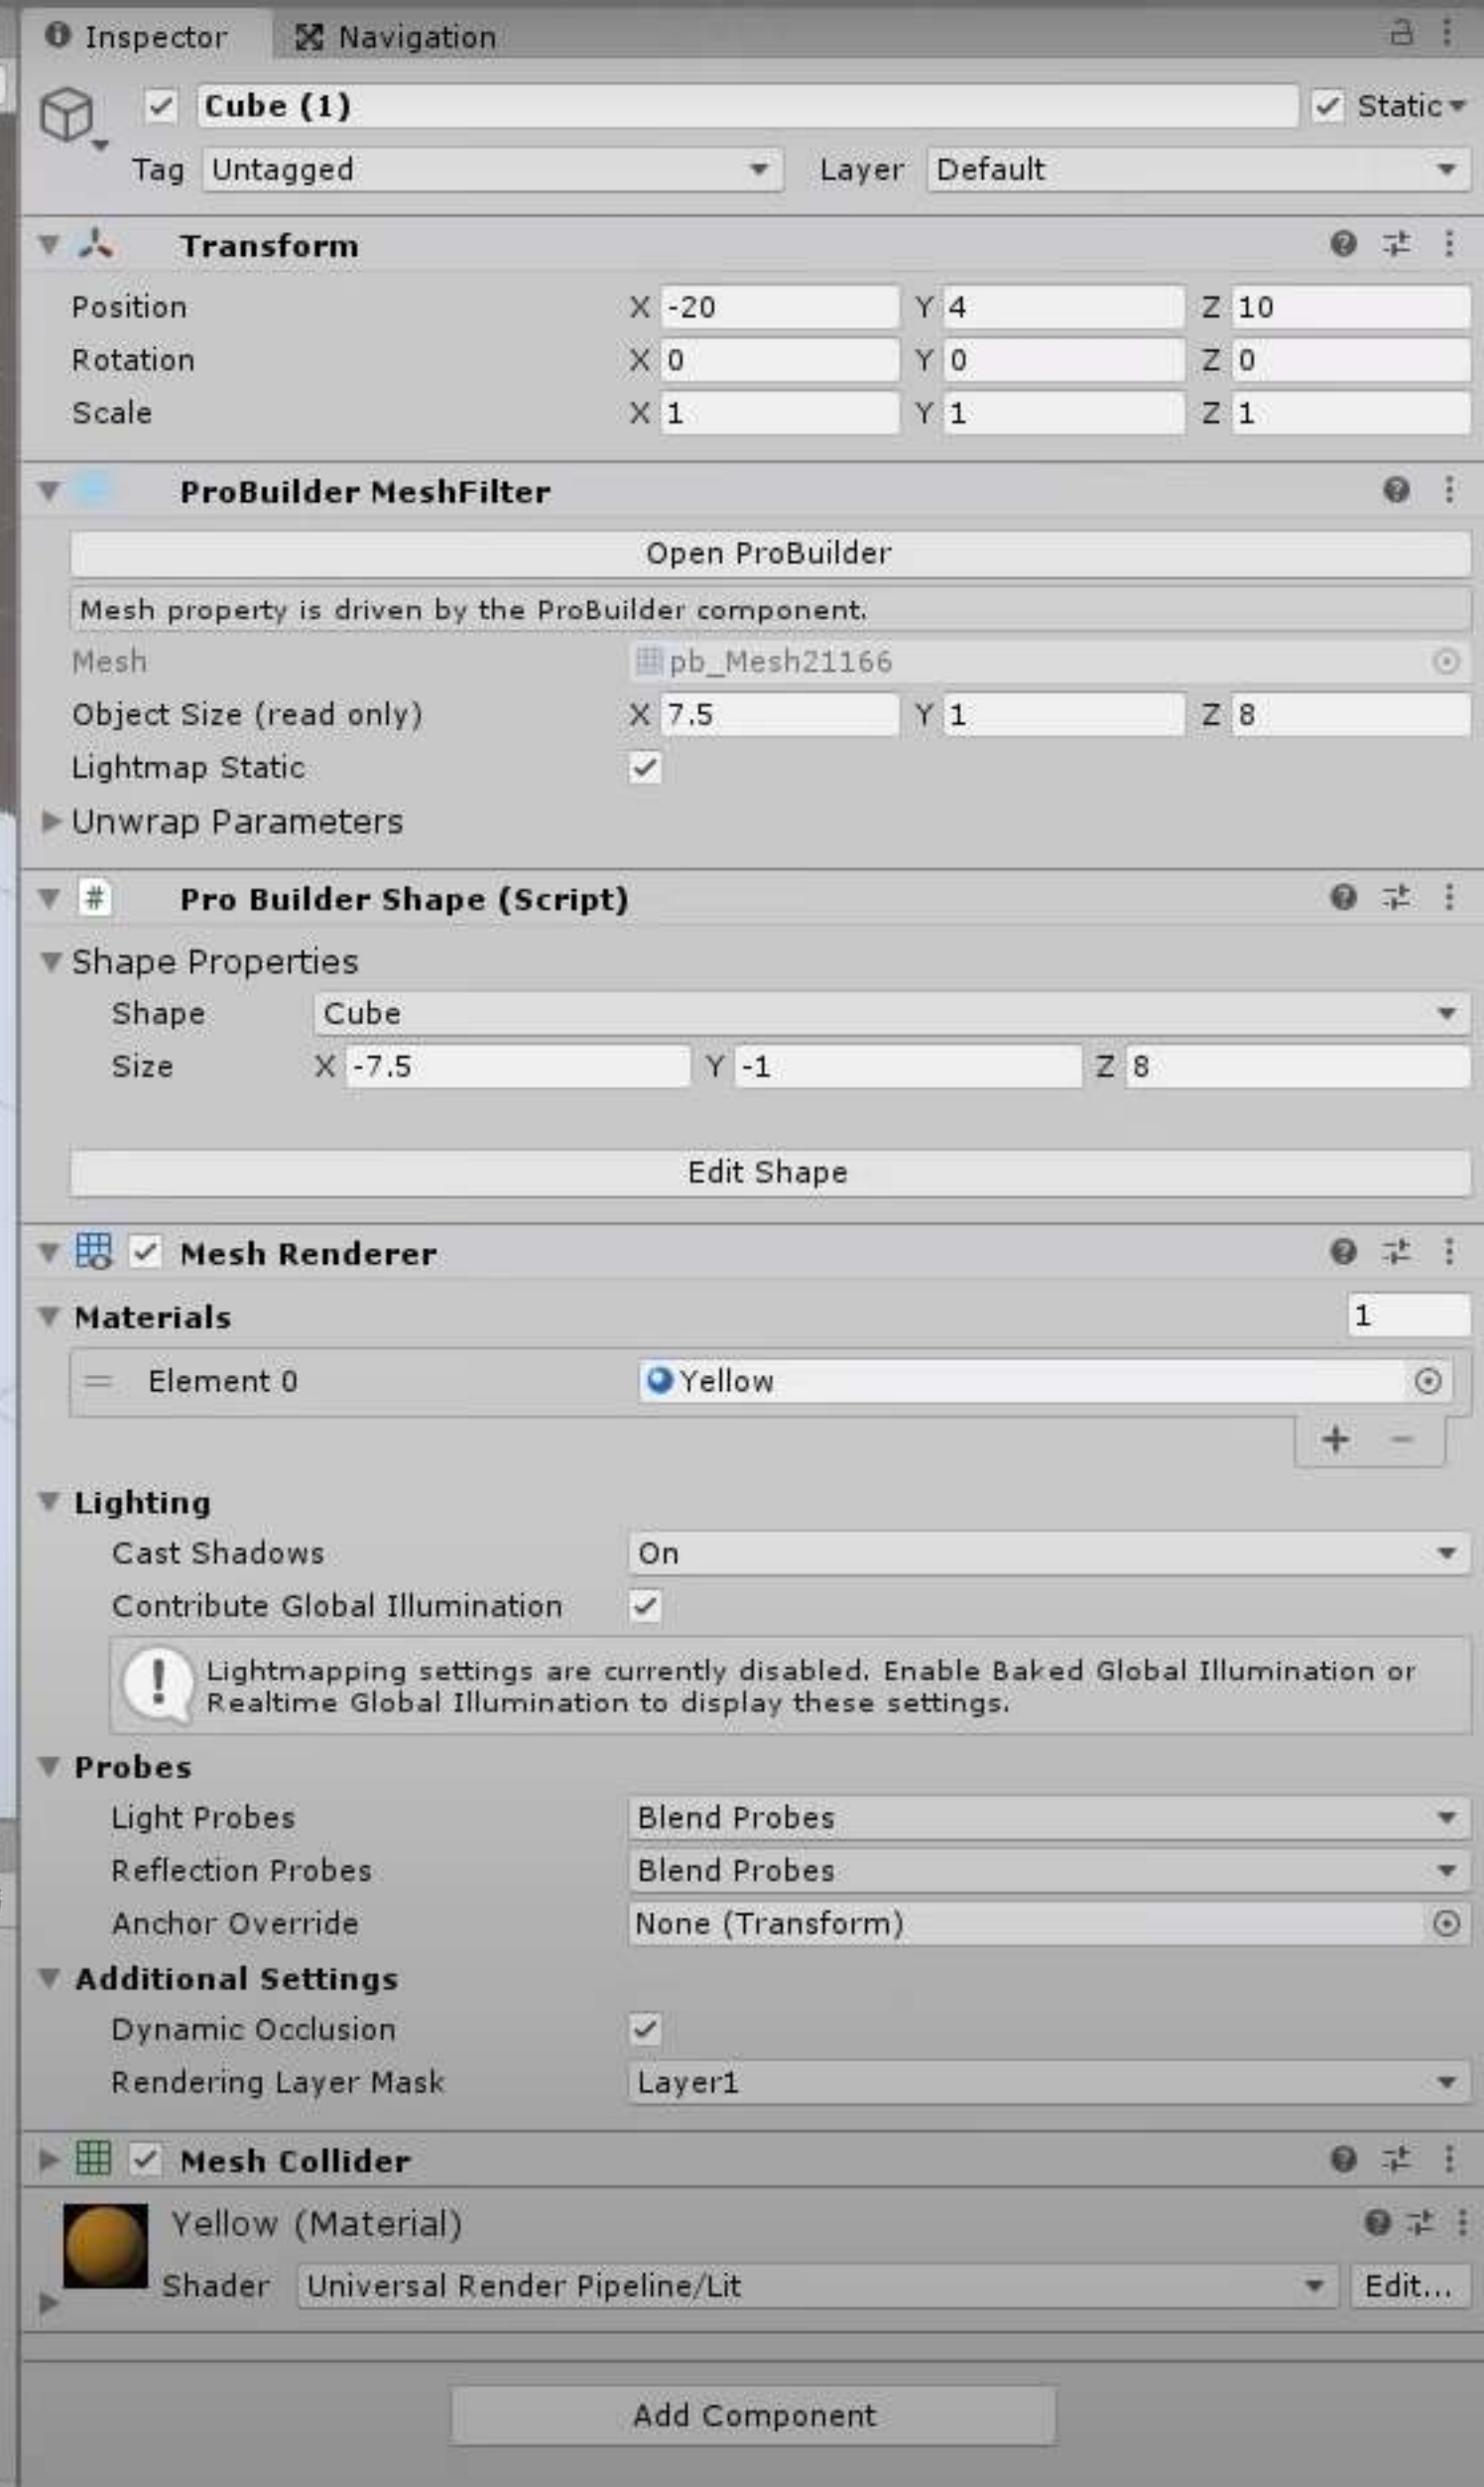 Inspector Navigation
Cube (1) Static
Tag Untagged Layer Default
Transform
Position X -20 Y 4 Z 10
Rotation X 0 Y 0 Z 0
Scale X 1 Y 1 Z 1
ProBuilder MeshFilter
Open ProBuilder
Mesh property is driven by the ProBuilder component.
Mesh pb_Mesh21166
Object Size (read only) X 7.5 Y 1 Z 8
Lightmap Static
Unwrap Parameters
# Pro Builder Shape (Script)
Shape Properties
Shape Cube
Size X -7.5 Y -1 Z 8
Edit Shape
Mesh Renderer
Materials 1
Element 0 Yellow
+ −
Lighting
Cast Shadows On
Contribute Global Illumination
Lightmapping settings are currently disabled. Enable Baked Global Illumination or
Realtime Global Illumination to display these settings.
Probes
Light Probes Blend Probes
Reflection Probes Blend Probes
Anchor Override None (Transform)
Additional Settings
Dynamic Occlusion
Rendering Layer Mask Layer1
Mesh Collider
Yellow (Material)
Shader Universal Render Pipeline/Lit Edit...
Add Component